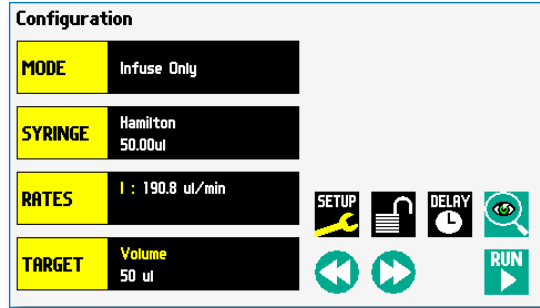 Configuration
MODE
Infuse Only
SYRINGE
Hamilton
50.00ul
RATES
I : 190.8 ul/min
TARGET
Volume
50 ul
SETUP
DELAY
RUN